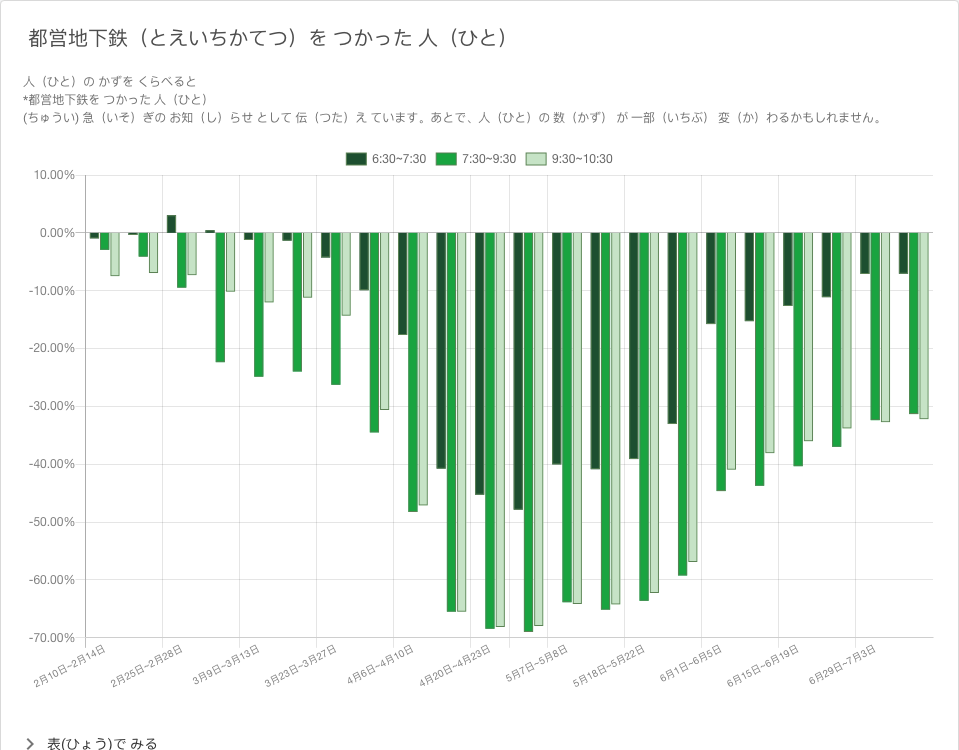 都営地下鉄（とえいちかてつ）を つかった 人（ひと）
人（ひと）の かずを くらべると
*都営地下鉄を つかった 人（ひと）
(ちゅうい) 急（いそ）ぎの お知（し）らせ として 伝（つた）え ています。あとで、人（ひと）の 数（かず） が 一部（いちぶ） 変（か）わるかもしれません。
6:30~7:30 7:30~9:30 9:30~10:30
10.00%
0.00%
-10.00%
-20.00%
-30.00%
-40.00%
-50.00%
-60.00%
-70.00%
2月10日~2月14日 2月25日~2月28日 3月9日~3月13日 3月23日~3月27日 4月6日~4月10日 4月20日~4月23日 5月7日~5月8日 5月18日~5月22日 6月1日~6月5日 6月15日~6月19日 6月29日~7月3日
表(ひょう)で みる